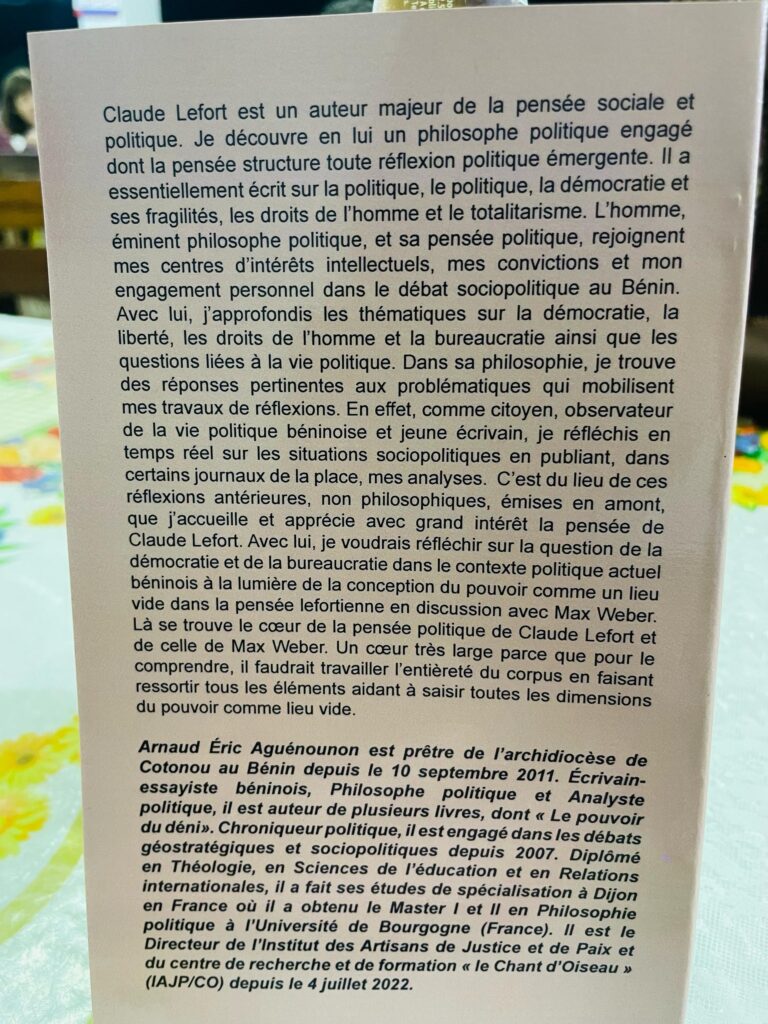 Claude Lefort est un auteur majeur de la pensée sociale et
politique. Je découvre en lui un philosophe politique engagé
dont la pensée structure toute réflexion politique émergente. Il a
essentiellement écrit sur la politique, le politique, la démocratie et
ses fragilités, les droits de l'homme et le totalitarisme. L'homme,
éminent philosophe politique, et sa pensée politique, rejoignent
mes centres d'intérêts intellectuels, mes convictions et mon
engagement personnel dans le débat sociopolitique au Bénin.
Avec lui, j'approfondis les thématiques sur la démocratie, la
liberté, les droits de l'homme et la bureaucratie ainsi que les
questions liées à la vie politique. Dans sa philosophie, je trouve
des réponses pertinentes aux problématiques qui mobilisent
mes travaux de réflexions. En effet, comme citoyen, observateur
de la vie politique béninoise et jeune écrivain, je réfléchis en
temps réel sur les situations sociopolitiques en publiant, dans
certains journaux de la place, mes analyses. C'est du lieu de ces
réflexions antérieures, non philosophiques, émises en amont,
que j'accueille et apprécie avec grand intérêt la pensée de
Claude Lefort. Avec lui, je voudrais réfléchir sur la question de la
démocratie et de la bureaucratie dans le contexte politique actuel
béninois à la lumière de la conception du pouvoir comme un lieu
vide dans la pensée lefortienne en discussion avec Max Weber.
Là se trouve le cœur de la pensée politique de Claude Lefort et
de celle de Max Weber. Un cœur très large parce que pour le
comprendre, il faudrait travailler l'entièreté du corpus en faisant
ressortir tous les éléments aidant à saisir toutes les dimensions
du pouvoir comme lieu vide.
Arnaud Éric Aguénounon est prêtre de l'archidiocèse de
Cotonou au Bénin depuis le 10 septembre 2011. Écrivain-
essayiste béninois, Philosophe politique et Analyste
politique, il est auteur de plusieurs livres, dont « Le pouvoir
du déni». Chroniqueur politique, il est engagé dans les débats
géostratégiques et sociopolitiques depuis 2007. Diplômé
en Théologie, en Sciences de l'éducation et en Relations
internationales, il a fait ses études de spécialisation à Dijon
en France où il a obtenu le Master I et II en Philosophie
politique à l'Université de Bourgogne (France). Il est le
Directeur de l'Institut des Artisans de Justice et de Paix et
du centre de recherche et de formation « le Chant d'Oiseau »
(IAJP/CO) depuis le 4 juillet 2022.